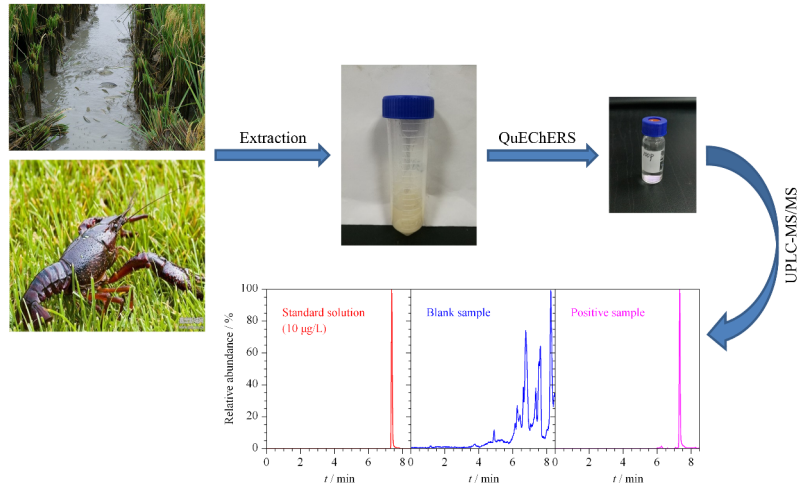 Extraction
QuEChERS
UPLC-MS/MS
Relative abundance / %
100
80
60
40
20
0
Standard solution
(10 μg/L)
Blank sample
Positive sample
0 2 4 6 8 0 2 4 6 8 0 2 4 6 8
t / min t / min t / min